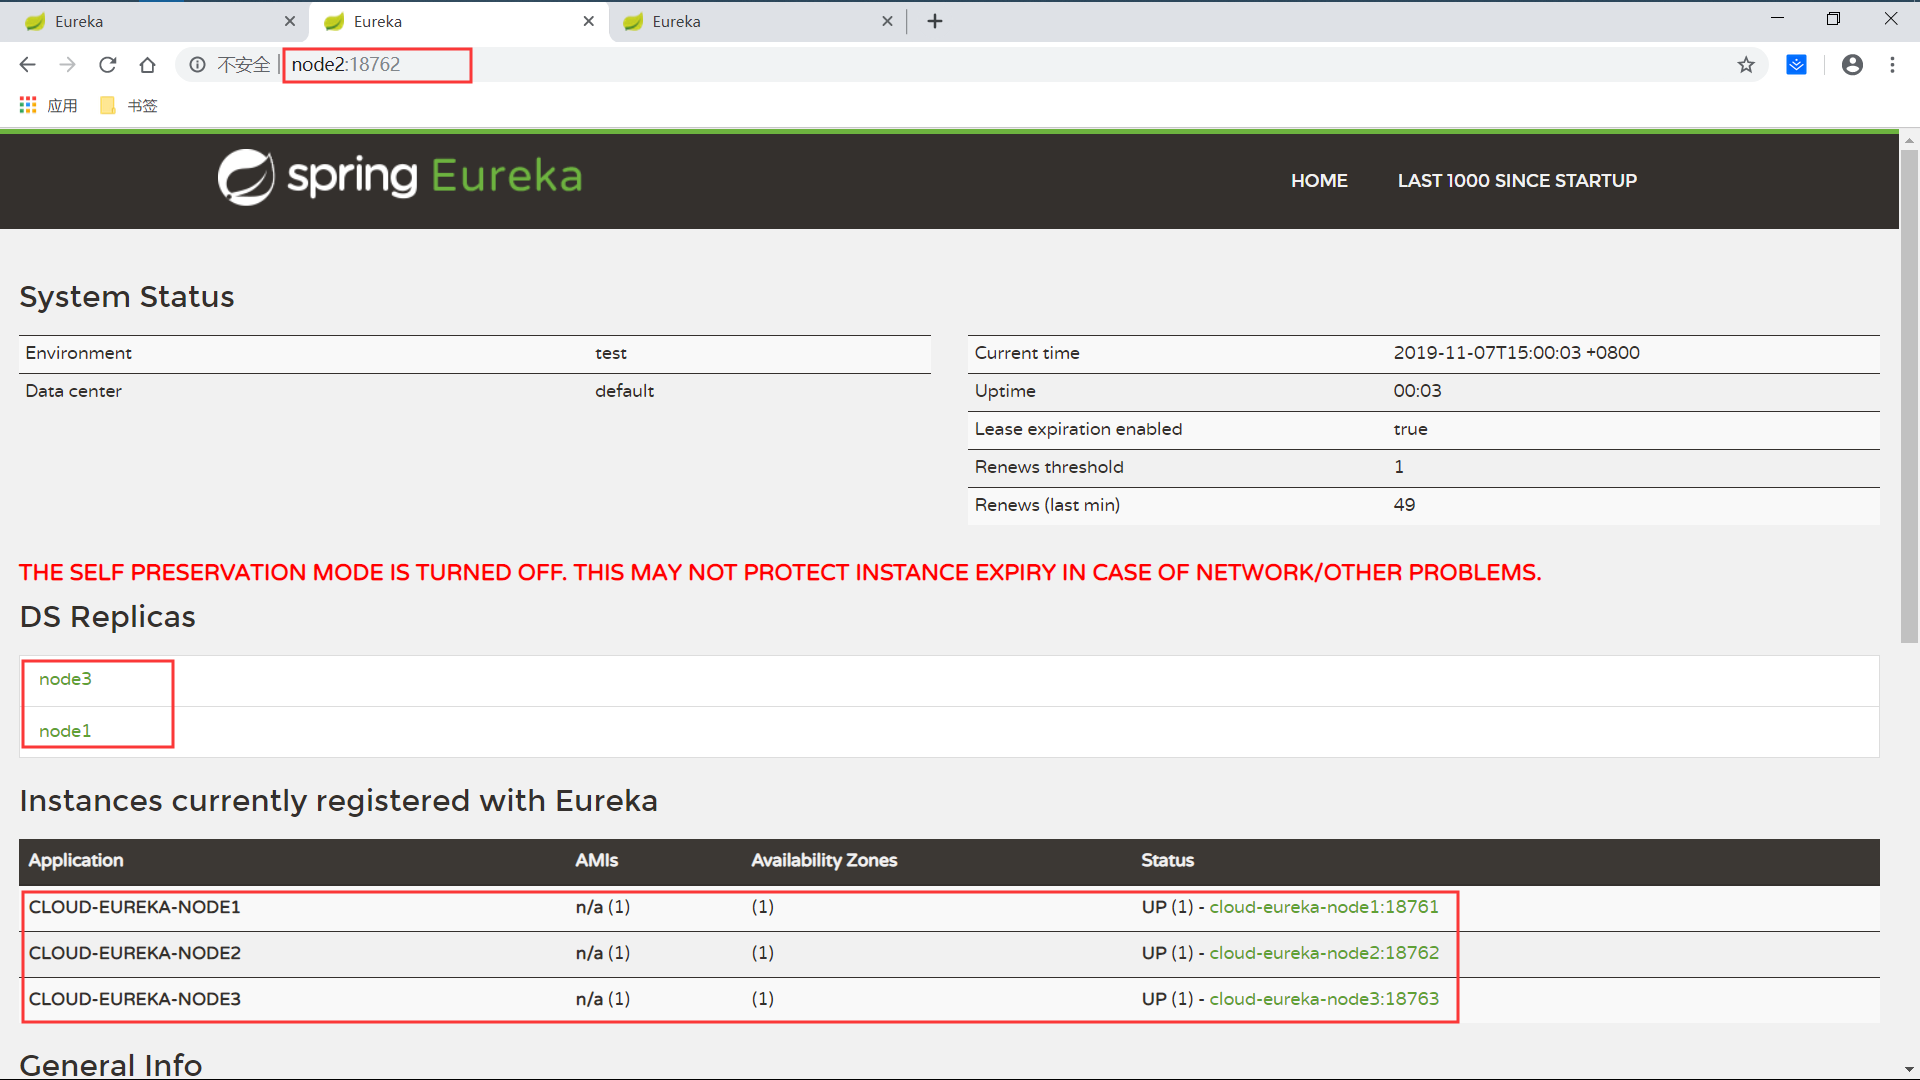 Eureka
Eureka
Eureka
不安全 | node2:18762
应用 书签
spring Eureka
HOME LAST 1000 SINCE STARTUP
System Status
Environment test
Data center default
Current time 2019-11-07T15:00:03 +0800
Uptime 00:03
Lease expiration enabled true
Renews threshold 1
Renews (last min) 49
THE SELF PRESERVATION MODE IS TURNED OFF. THIS MAY NOT PROTECT INSTANCE EXPIRY IN CASE OF NETWORK/OTHER PROBLEMS.
DS Replicas
node3
node1
Instances currently registered with Eureka
Application AMIs Availability Zones Status
CLOUD-EUREKA-NODE1 n/a (1) (1) UP (1) - cloud-eureka-node1:18761
CLOUD-EUREKA-NODE2 n/a (1) (1) UP (1) - cloud-eureka-node2:18762
CLOUD-EUREKA-NODE3 n/a (1) (1) UP (1) - cloud-eureka-node3:18763
General Info